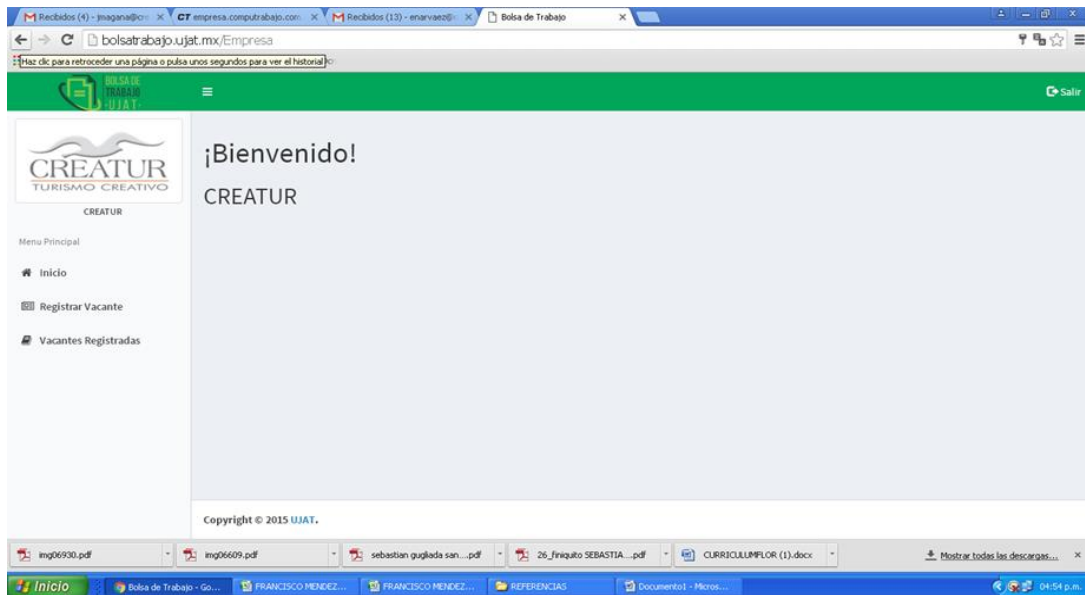 Recibidos (4) - jmagana@cre
CT empresa.computrabajo.com
Recibidos (13) - enarvaez@
Bolsa de Trabajo
bolsatrabajo.ujat.mx/Empresa
Haz clic para retroceder una página o pulsa unos segundos para ver el historial
BOLSA DE
TRABAJO
·UJAT·
Salir
CREATUR
TURISMO CREATIVO
CREATUR
¡Bienvenido!
CREATUR
Menu Principal
Inicio
Registrar Vacante
Vacantes Registradas
Copyright © 2015 UJAT.
img06930.pdf
img06609.pdf
sebastian gugliada san....pdf
26_finiquito SEBASTIA....pdf
CURRICULUMFLOR (1).docx
Mostrar todas las descargas...
Inicio
Bolsa de Trabajo - Go...
FRANCISCO MENDEZ...
FRANCISCO MENDEZ...
REFERENCIAS
Documento1 - Micros...
04:54 p.m.